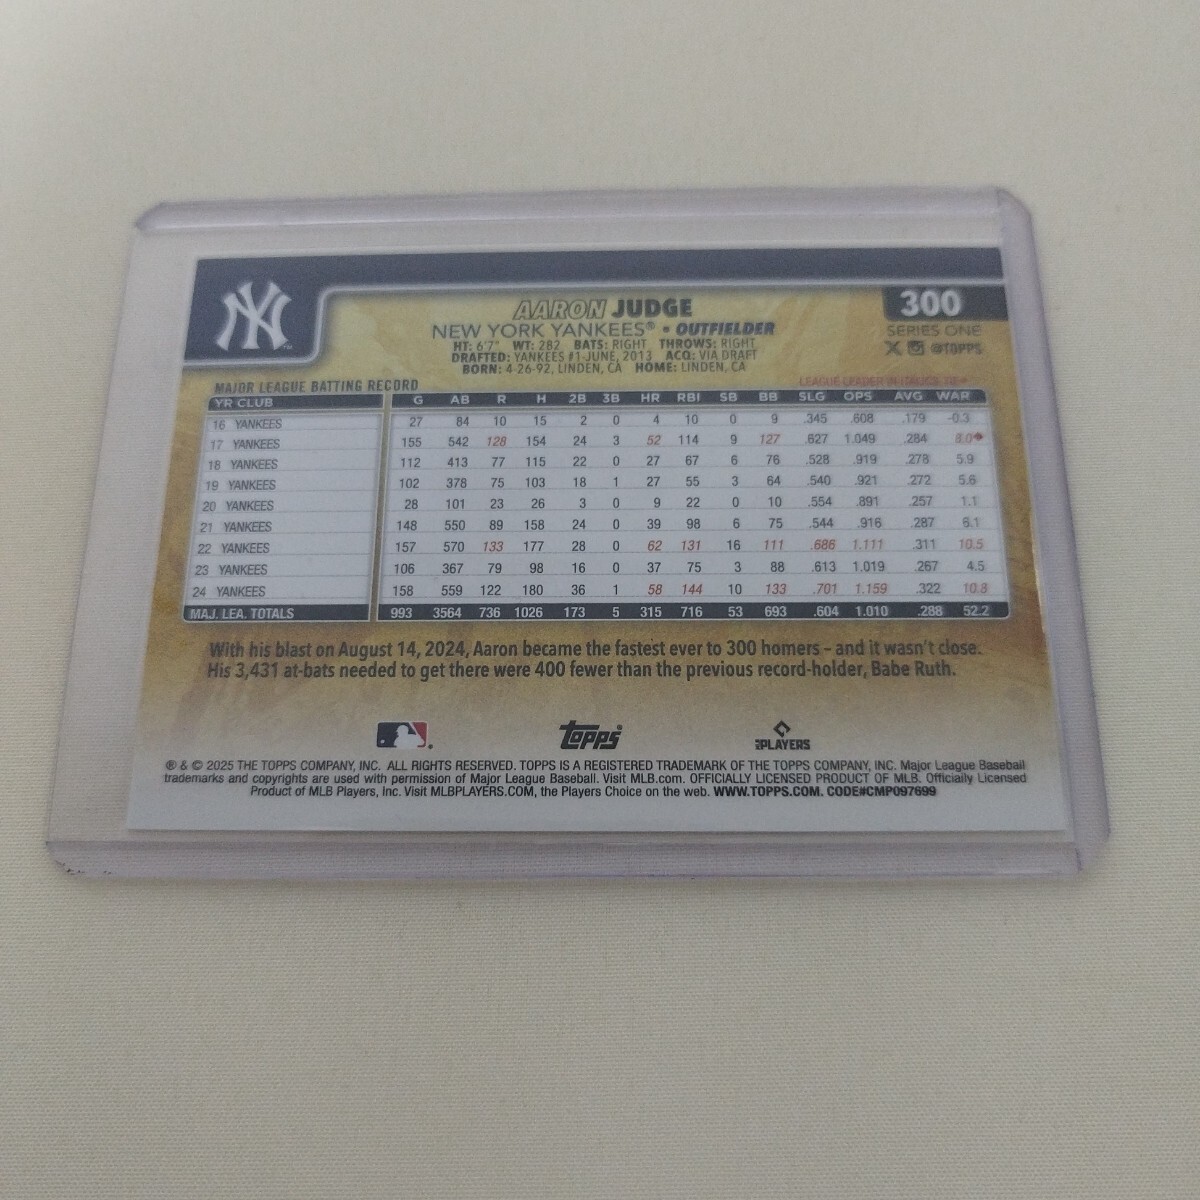 NY
AARON JUDGE
300
NEW YORK YANKEES® • OUTFIELDER
SERIES ONE
HT: 6'7" WT: 282 BATS: RIGHT THROWS: RIGHT
@TOPPS
DRAFTED: YANKEES #1-JUNE, 2013 ACQ: VIA DRAFT
BORN: 4-26-92, LINDEN, CA HOME: LINDEN, CA
MAJOR LEAGUE BATTING RECORD
LEAGUE LEADER IN ITALICS, TIE♦
YR CLUB G AB R H 2B 3B HR RBI SB BB SLG OPS AVG WAR
16 YANKEES 27 84 10 15 2 0 4 10 0 9 .345 .608 .179 -0.3
17 YANKEES 155 542 128 154 24 3 52 114 9 127 .627 1.049 .284 8.0♦
18 YANKEES 112 413 77 115 22 0 27 67 6 76 .528 .919 .278 5.9
19 YANKEES 102 378 75 103 18 1 27 55 3 64 .540 .921 .272 5.6
20 YANKEES 28 101 23 26 3 0 9 22 0 10 .554 .891 .257 1.1
21 YANKEES 148 550 89 158 24 0 39 98 6 75 .544 .916 .287 6.1
22 YANKEES 157 570 133 177 28 0 62 131 16 111 .686 1.111 .311 10.5
23 YANKEES 106 367 79 98 16 0 37 75 3 88 .613 1.019 .267 4.5
24 YANKEES 158 559 122 180 36 1 58 144 10 133 .701 1.159 .322 10.8
MAJ. LEA. TOTALS 993 3564 736 1026 173 5 315 716 53 693 .604 1.010 .288 52.2
With his blast on August 14, 2024, Aaron became the fastest ever to 300 homers – and it wasn't close.
His 3,431 at-bats needed to get there were 400 fewer than the previous record-holder, Babe Ruth.
topps®
PLAYERS
® & © 2025 THE TOPPS COMPANY, INC. ALL RIGHTS RESERVED. TOPPS IS A REGISTERED TRADEMARK OF THE TOPPS COMPANY, INC. Major League Baseball
trademarks and copyrights are used with permission of Major League Baseball. Visit MLB.com. OFFICIALLY LICENSED PRODUCT OF MLB. Officially Licensed
Product of MLB Players, Inc. Visit MLBPLAYERS.COM, the Players Choice on the web. WWW.TOPPS.COM. CODE#CMP097699